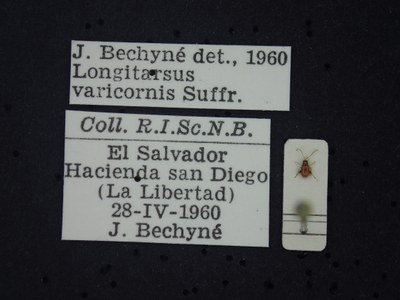 J. Bechyné det., 1960
Longitarsus
varicornis Suffr.
Coll. R.I.Sc.N.B.
El Salvador
Hacienda san Diego
(La Libertad)
28-IV-1960
J. Bechyné